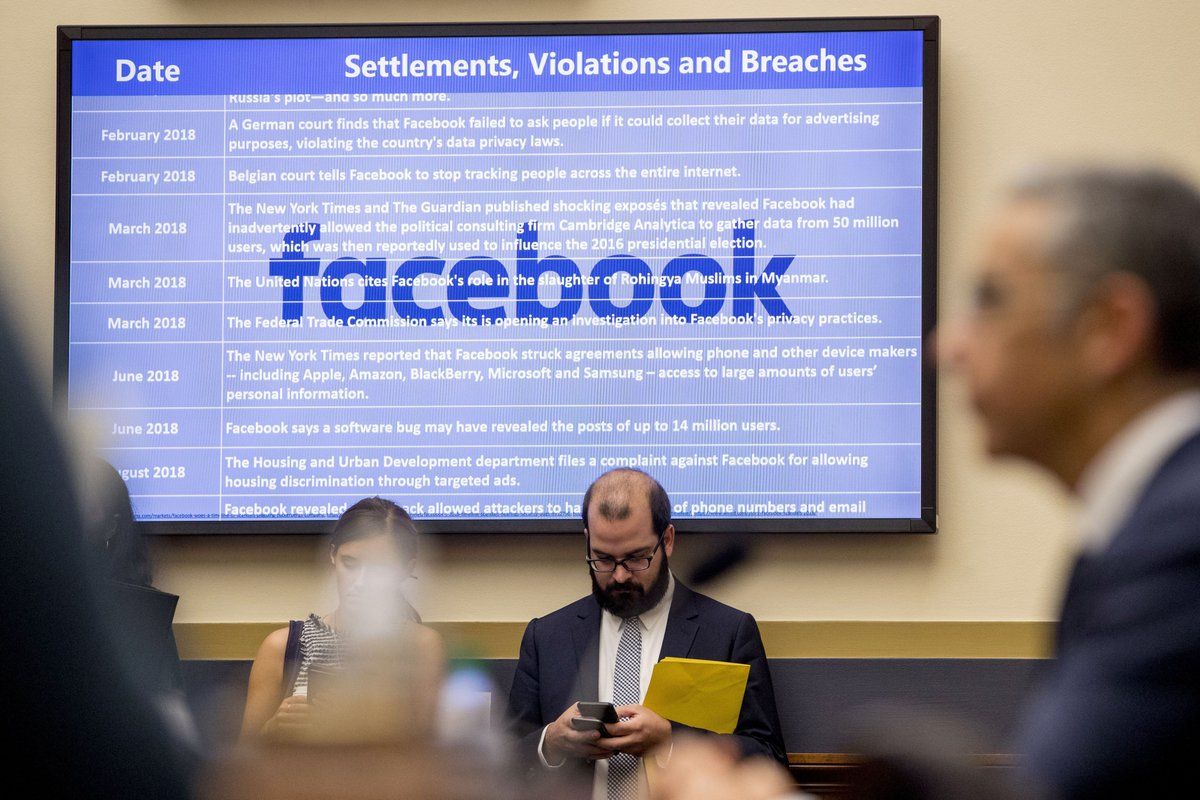 Date Settlements, Violations and Breaches
Russia's plot—and so much more.
February 2018 A German court finds that Facebook failed to ask people if it could collect their data for advertising
purposes, violating the country's data privacy laws.
February 2018 Belgian court tells Facebook to stop tracking people across the entire internet.
The New York Times and The Guardian published shocking exposés that revealed Facebook had
March 2018 inadvertently allowed the political consulting firm Cambridge Analytica to gather data from 50 million
users, which was then reportedly used to influence the 2016 presidential election.
facebook
March 2018 The United Nations cites Facebook's role in the slaughter of Rohingya Muslims in Myanmar.
March 2018 The Federal Trade Commission says its is opening an investigation into Facebook's privacy practices.
The New York Times reported that Facebook struck agreements allowing phone and other device makers
June 2018 -- including Apple, Amazon, BlackBerry, Microsoft and Samsung – access to large amounts of users'
personal information.
June 2018 Facebook says a software bug may have revealed the posts of up to 14 million users.
ugust 2018 The Housing and Urban Development department files a complaint against Facebook for allowing
housing discrimination through targeted ads.
Facebook revealed ack allowed attackers to ha of phone numbers and email